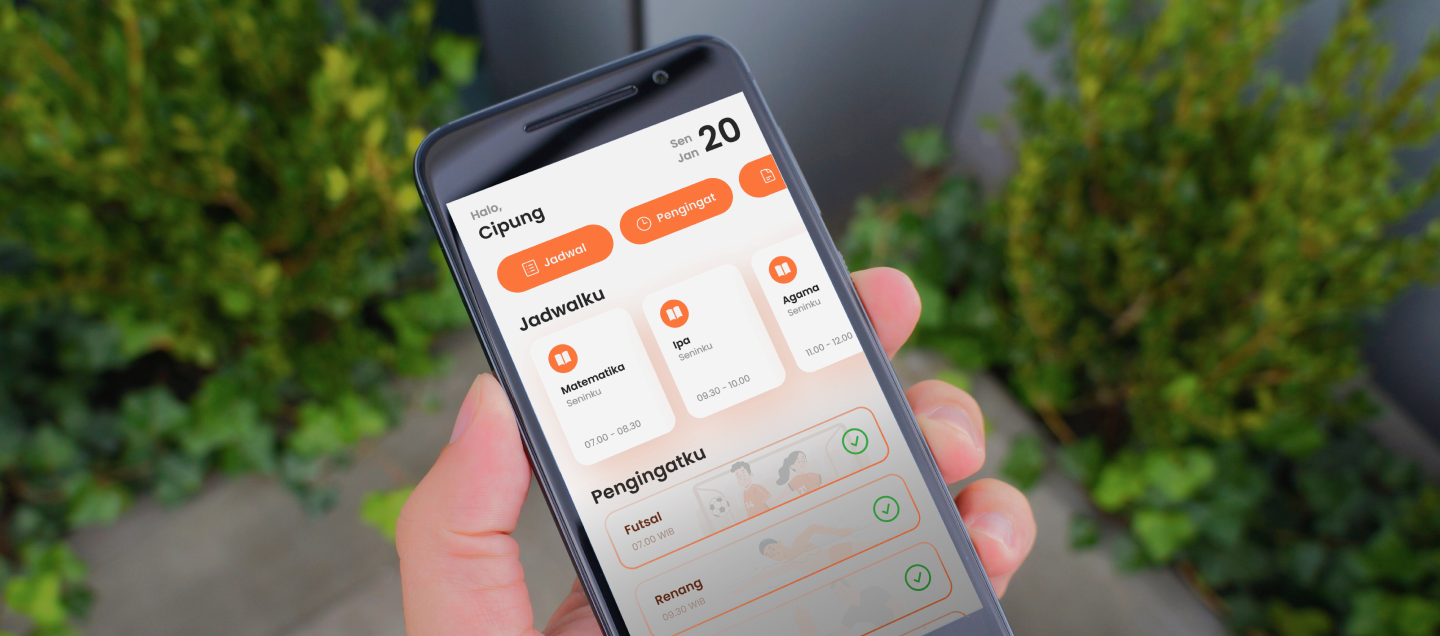 Sen
Jan
20
Halo,
Cipung
Jadwal
Pengingat
Jadwalku
Matematika
Seninku
07.00 - 08.30
Ipa
Seninku
09.30 - 10.00
Agama
Seninku
11.00 - 12.00
Pengingatku
Futsal
07.00 WIB
Renang
09.30 WIB